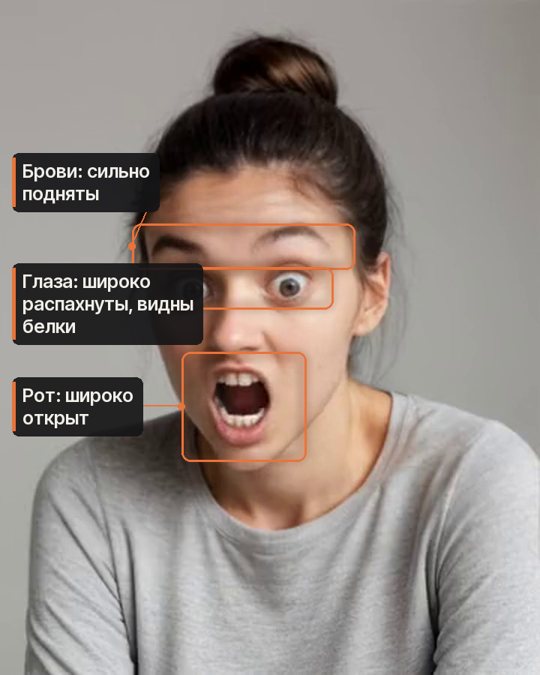 Брови: сильно
подняты
Глаза: широко
распахнуты, видны
белки
Рот: широко
открыт